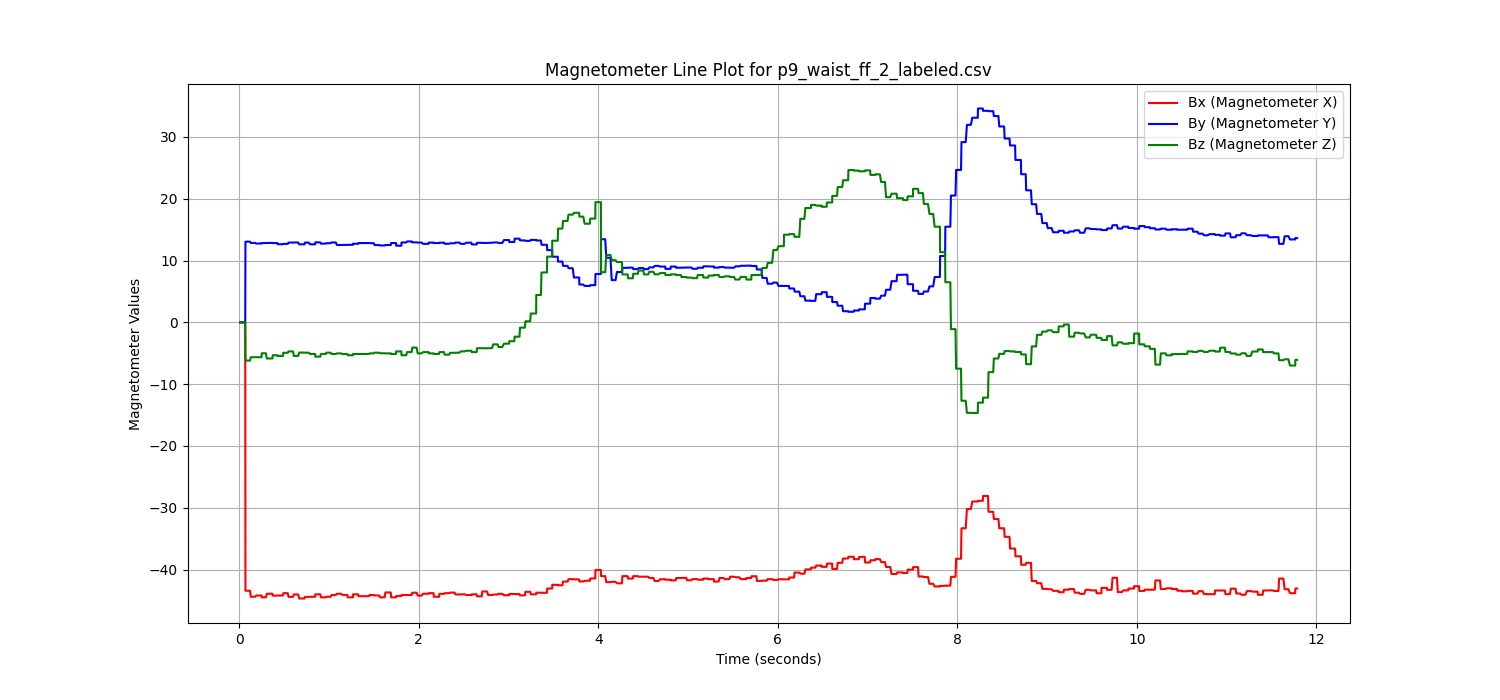 Magnetometer Line Plot for p9_waist_ff_2_labeled.csv
Bx (Magnetometer X)
By (Magnetometer Y)
Bz (Magnetometer Z)
Magnetometer Values
30
20
10
0
−10
−20
−30
−40
0 2 4 6 8 10 12
Time (seconds)